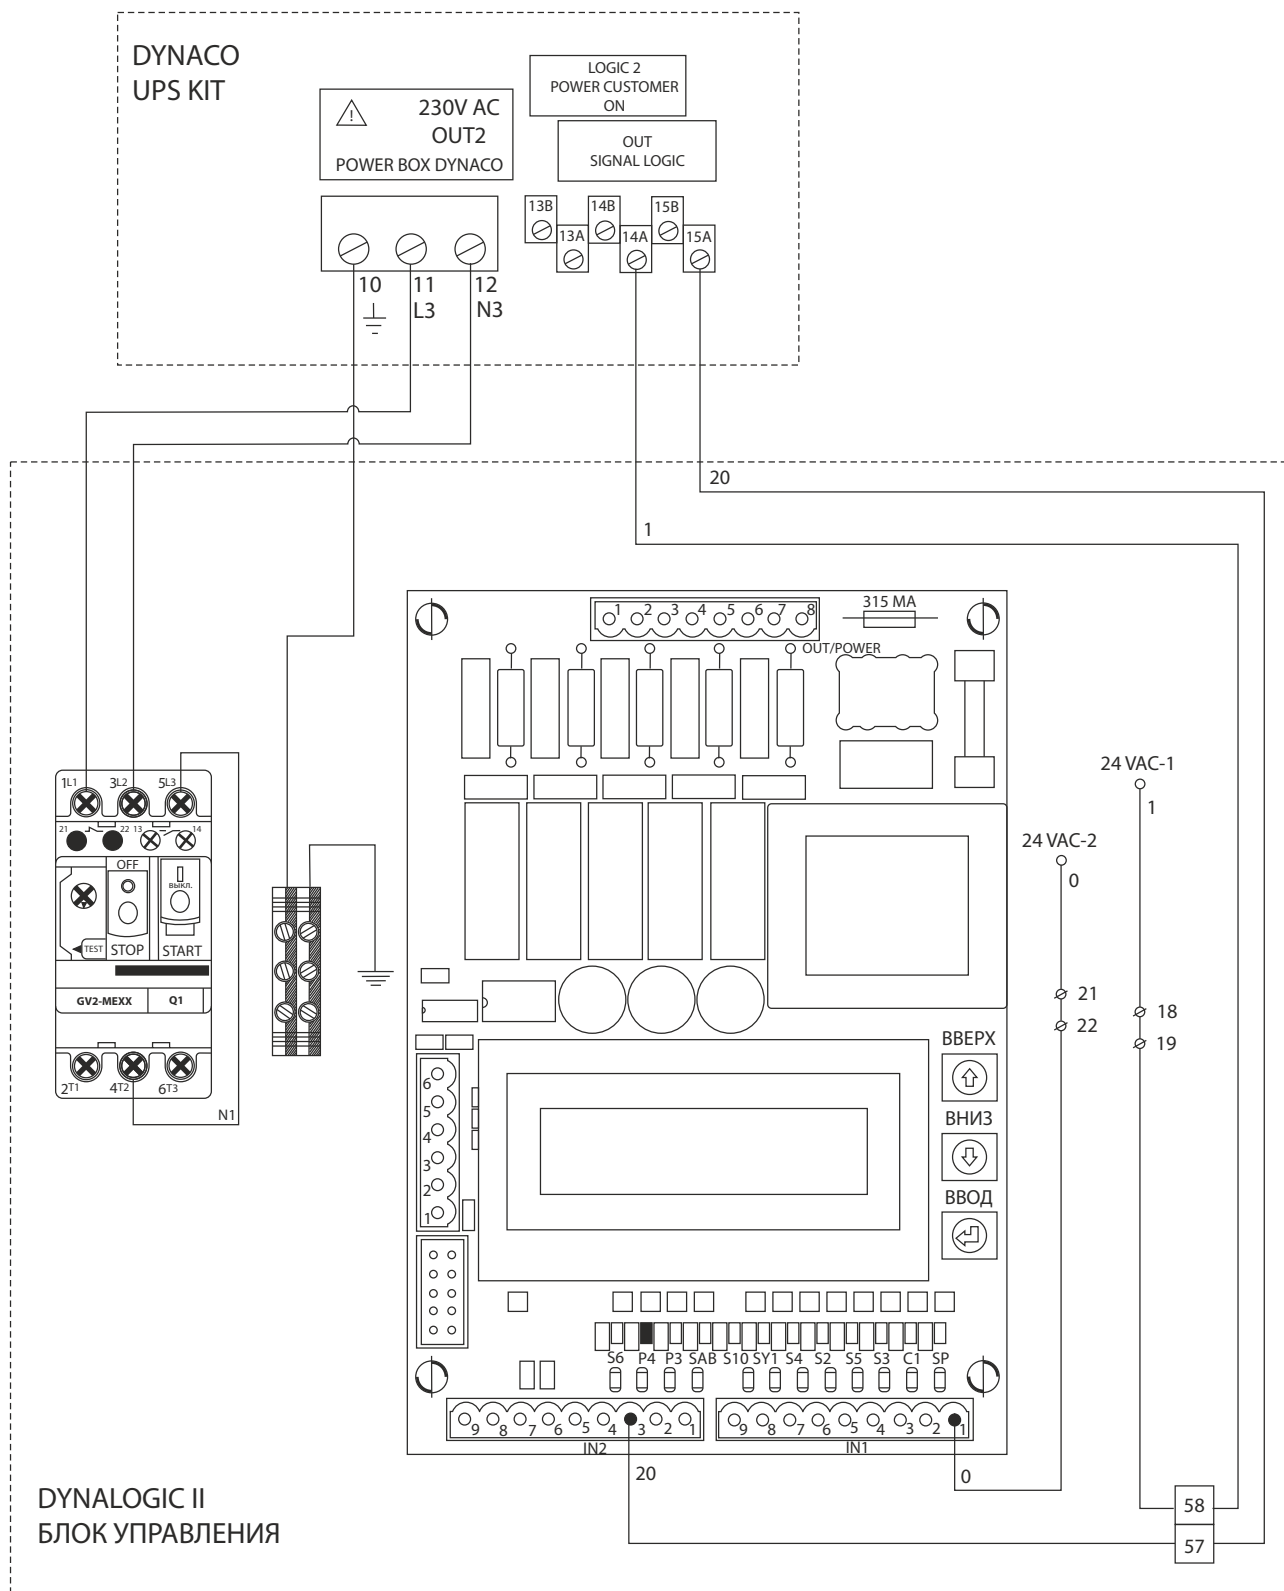 DYNACO
UPS KIT
LOGIC 2
POWER CUSTOMER
ON
230V AC
OUT2
POWER BOX DYNACO
OUT
SIGNAL LOGIC
13B
14B
15B
13A
14A
15A
10
11
12
L3
N3
20
1
1 2 3 4 5 6 7 8
315 MA
OUT/POWER
24 VAC-1
1
24 VAC-2
0
1L1 3L2 5L3
21 22 13 14
OFF
ВЫКЛ.
TEST
STOP
START
GV2-MEXX
Q1
2T1 4T2 6T3
N1
21
22
18
19
ВВЕРХ
ВНИЗ
ВВОД
6
5
4
3
2
1
S6 P4 P3 SAB S10 SY1 S4 S2 S5 S3 C1 SP
9 8 7 6 5 4 3 2 1
9 8 7 6 5 4 3 2 1
IN2
IN1
20
0
58
57
DYNALOGIC II
БЛОК УПРАВЛЕНИЯ